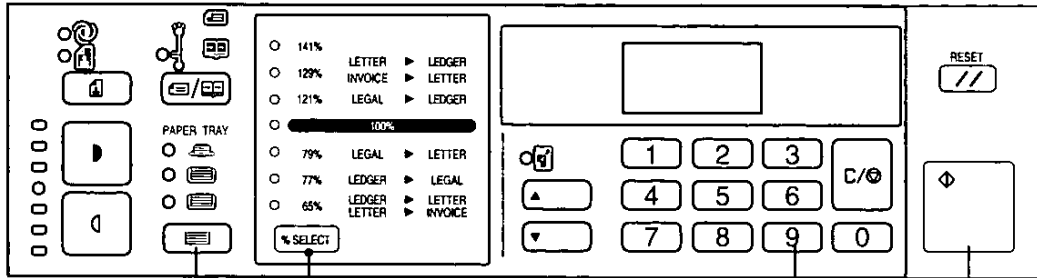 141%
129% LETTER ▶ LEDGER
INVOICE ▶ LETTER
121% LEGAL ▶ LEDGER
100%
79% LEGAL ▶ LETTER
77% LEDGER ▶ LEGAL
65% LEDGER ▶ LETTER
LETTER ▶ INVOICE
% SELECT
PAPER TRAY
1 2 3
4 5 6
7 8 9 0
C/
RESET
//